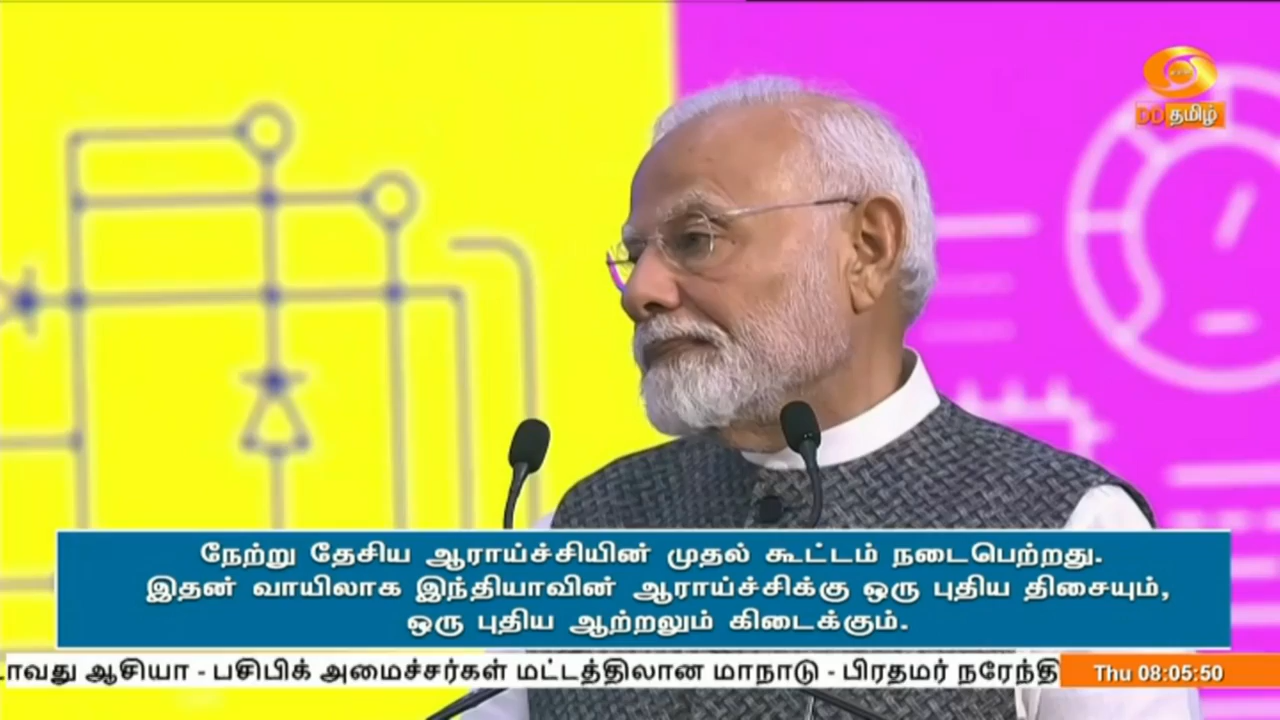 DD தமிழ்
நேற்று தேசிய ஆராய்ச்சியின் முதல் கூட்டம் நடைபெற்றது.
இதன் வாயிலாக இந்தியாவின் ஆராய்ச்சிக்கு ஒரு புதிய திசையும்,
ஒரு புதிய ஆற்றலும் கிடைக்கும்.
ஆசியா - பசிபிக் அமைச்சர்கள் மட்டத்திலான மாநாடு - பிரதமர் Thu 08:05:50